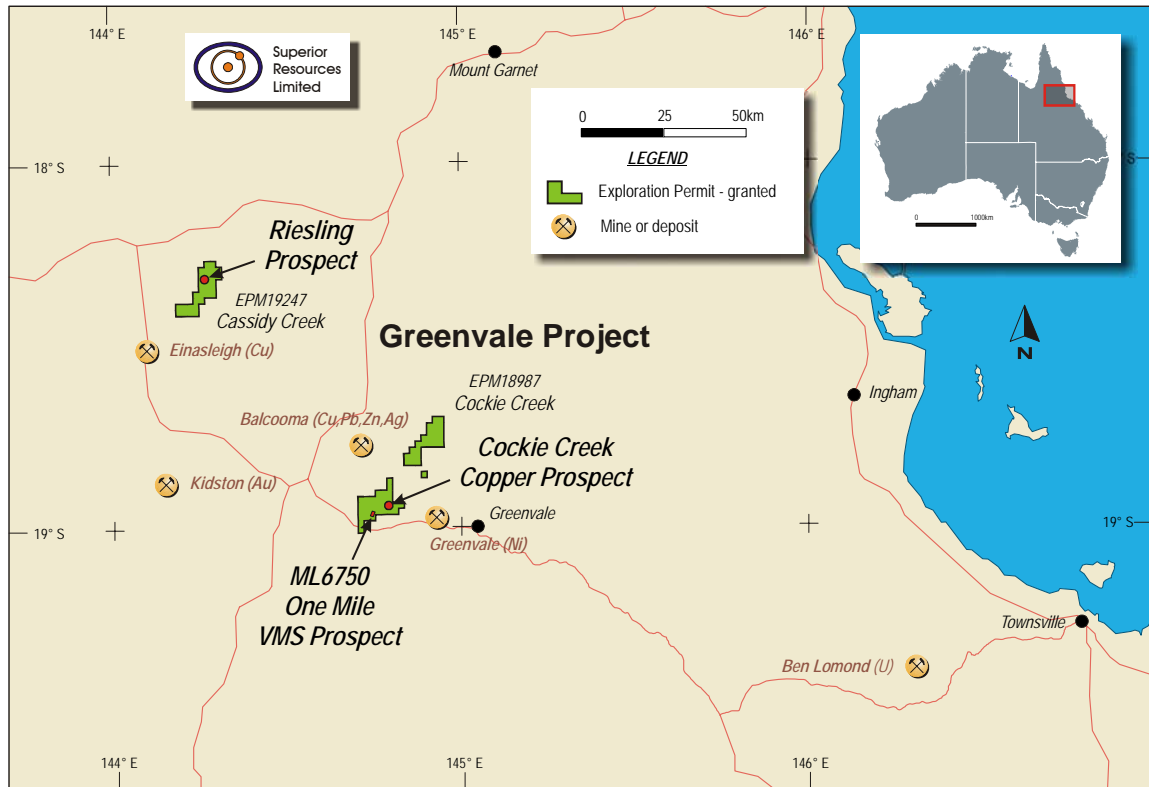 144° E
145° E
146° E
Superior
Resources
Limited
Mount Garnet
0 25 50km
LEGEND
Exploration Permit - granted
Mine or deposit
0 1000km
18° S
S
Riesling
Prospect
EPM19247
Cassidy Creek
Einasleigh (Cu)
Greenvale Project
N
EPM18987
Cockie Creek
Ingham
Balcooma (Cu,Pb,Zn,Ag)
Cockie Creek
Copper Prospect
Kidston (Au)
Greenvale
19° S
19° S
Greenvale (Ni)
ML6750
One Mile
VMS Prospect
Townsville
Ben Lomond (U)
144° E
145° E
146° E